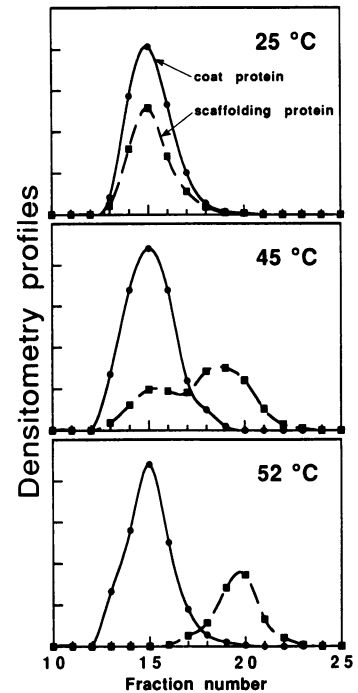 25 °C
coat protein
scaffolding protein
45 °C
52 °C
Densitometry profiles
10 15 20 25
Fraction number